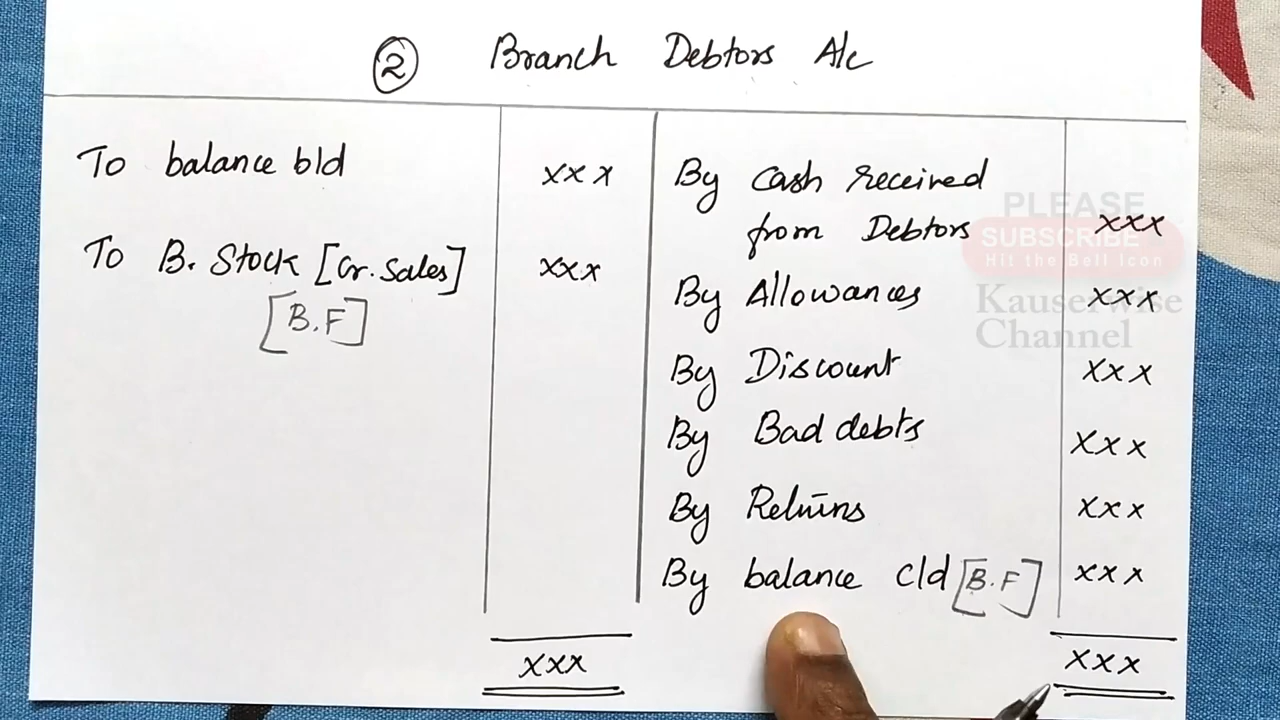 2 Branch Debtors A/c
To balance b/d xxx
To B. Stock [Cr. Sales] xxx
[B.F]
By Cash received
from Debtors xxx
By Allowances xxx
By Discount xxx
By Bad debts xxx
By Returns xxx
By balance c/d [B.F] xxx
xxx
xxx
PLEASE
SUBSCRIBE
Hit the Bell Icon
Kauserwise
Channel